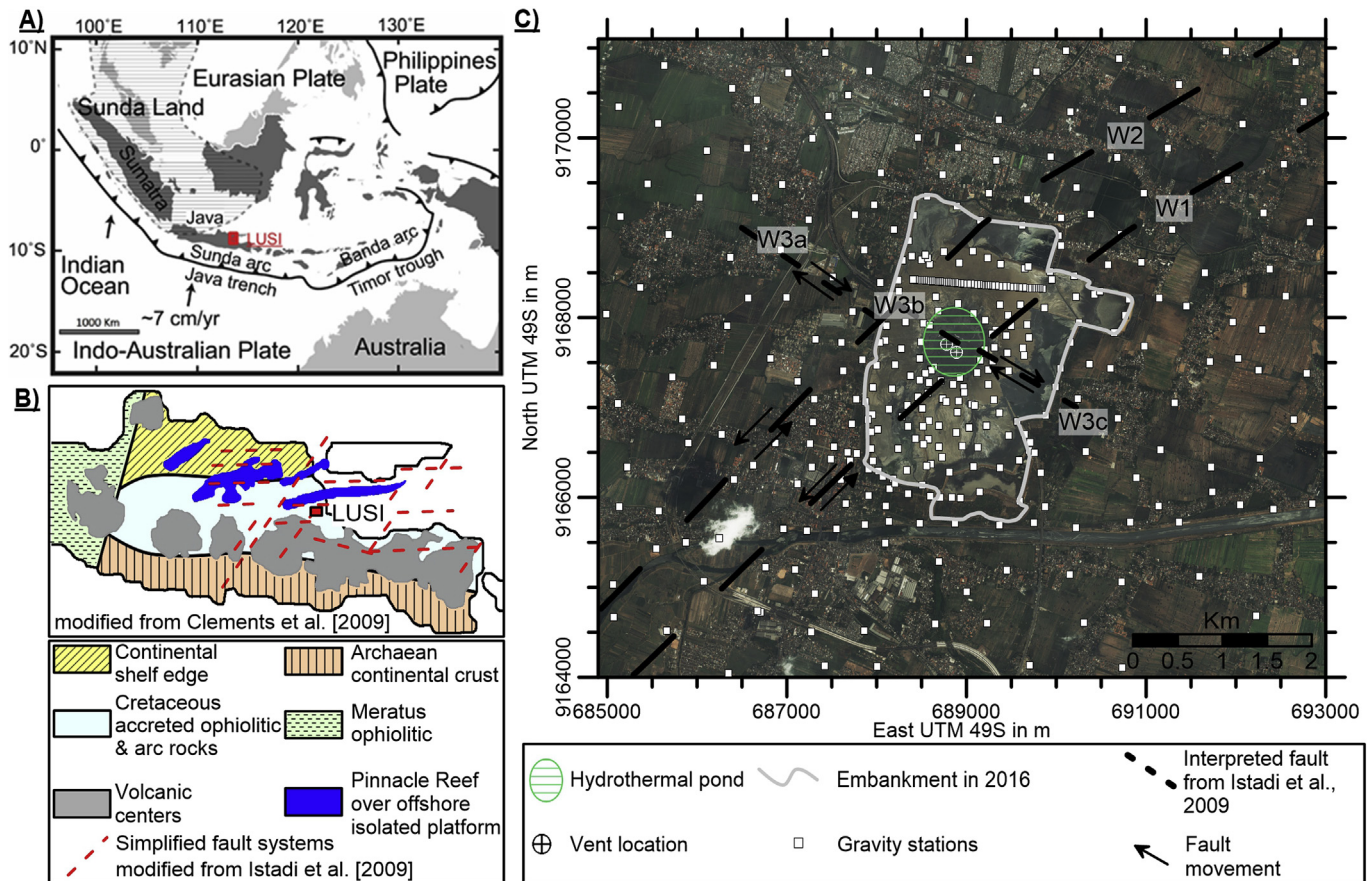 A)
100°E
110°E
120°E
130°E
10°N
0°
10°S
20°S
Eurasian Plate
Philippines
Plate
Sunda Land
Sumatra
Java
LUSI
Sunda arc
Java trench
Banda arc
Timor trough
Indian
Ocean
1000 Km
~7 cm/yr
Indo-Australian Plate
Australia
B)
LUSI
modified from Clements et al. [2009]
Continental
shelf edge
Archaean
continental crust
Cretaceous
accreted ophiolitic
& arc rocks
Meratus
ophiolitic
Volcanic
centers
Pinnacle Reef
over offshore
isolated platform
Simplified fault systems
modified from Istadi et al. [2009]
C)
North UTM 49S in m
9170000
9168000
9166000
9164000
W2
W1
W3a
W3b
W3c
Km
0 0.5 1 1.5 2
685000
687000
689000
691000
693000
East UTM 49S in m
Hydrothermal pond
Embankment in 2016
Interpreted fault
from Istadi et al.,
2009
Vent location
Gravity stations
Fault
movement